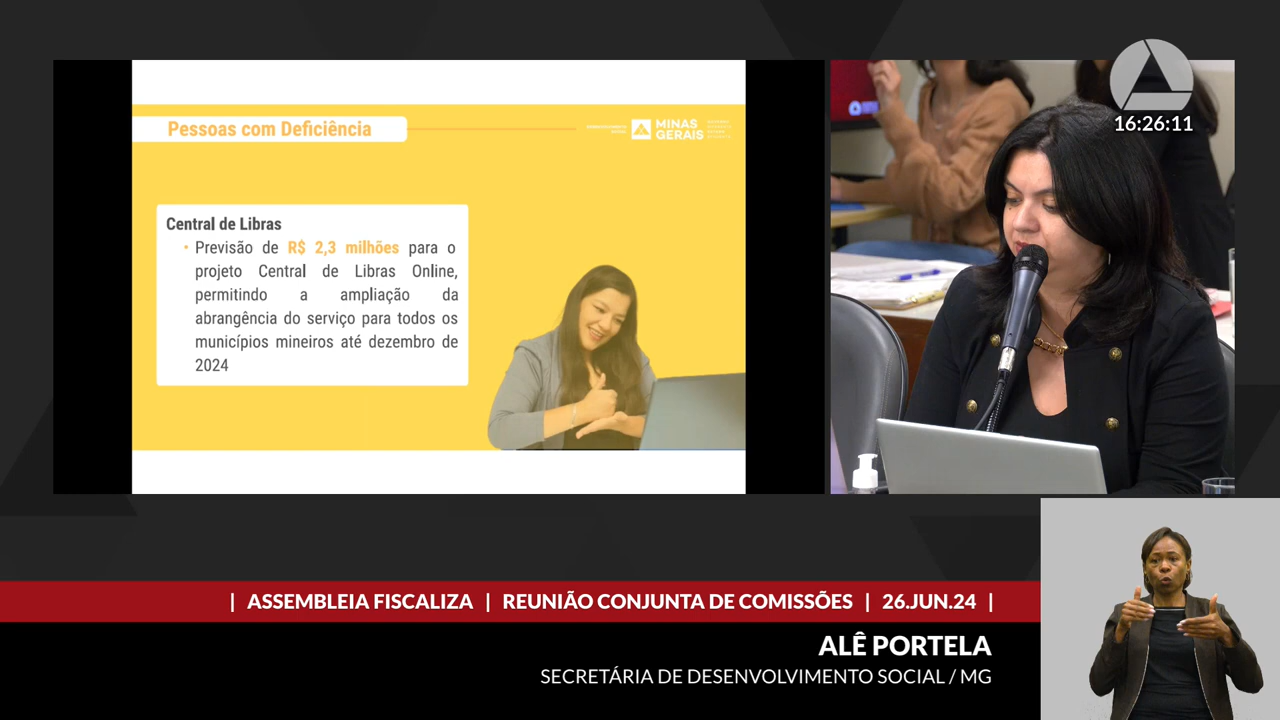 16:26:11
Pessoas com Deficiência
MINAS
GERAIS
Central de Libras
• Previsão de R$ 2,3 milhões para o
projeto Central de Libras Online,
permitindo a ampliação da
abrangência do serviço para todos os
municípios mineiros até dezembro de
2024
| ASSEMBLEIA FISCALIZA | REUNIÃO CONJUNTA DE COMISSÕES | 26.JUN.24 |
ALÊ PORTELA
SECRETÁRIA DE DESENVOLVIMENTO SOCIAL / MG